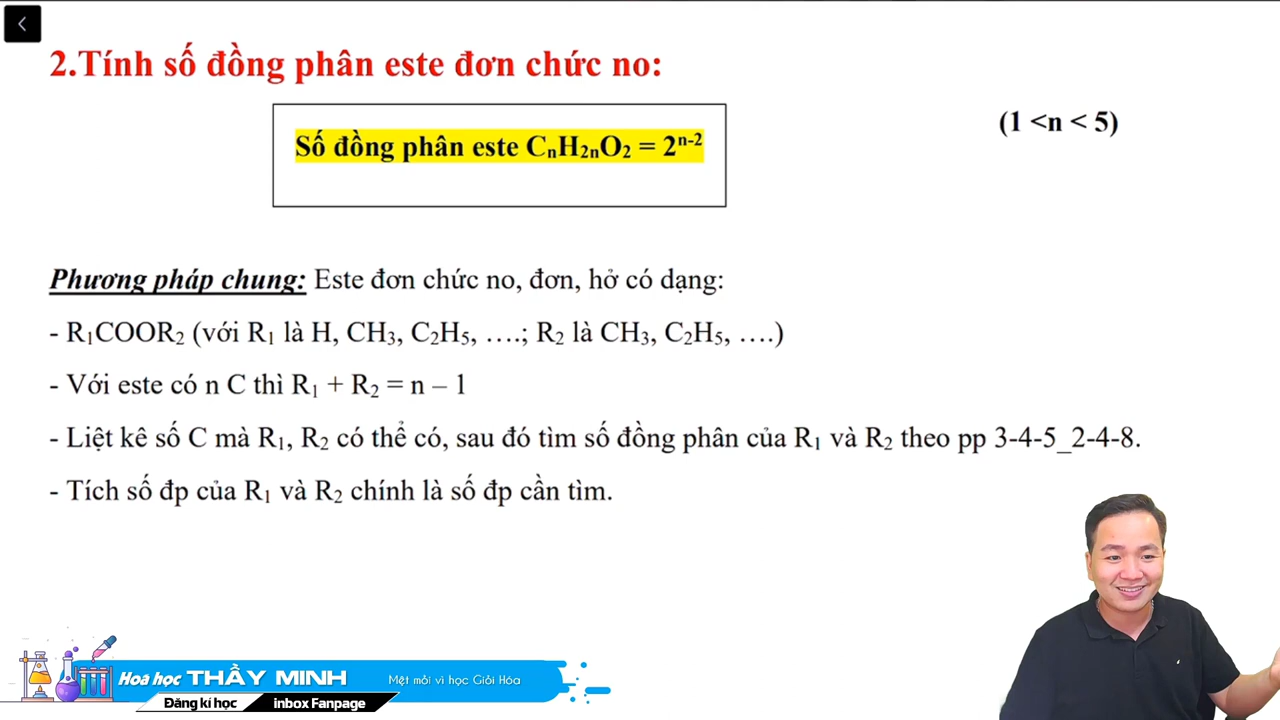 2.Tính số đồng phân este đơn chức no:
Số đồng phân este CₙH₂ₙO₂ = 2ⁿ⁻²
(1 <n < 5)
Phương pháp chung: Este đơn chức no, đơn, hở có dạng:
- R₁COOR₂ (với R₁ là H, CH₃, C₂H₅, ….; R₂ là CH₃, C₂H₅, ….)
- Với este có n C thì R₁ + R₂ = n – 1
- Liệt kê số C mà R₁, R₂ có thể có, sau đó tìm số đồng phân của R₁ và R₂ theo pp 3-4-5_2-4-8.
- Tích số đp của R₁ và R₂ chính là số đp cần tìm.
Hoá học THẦY MINH
Mệt mỏi vì học Giỏi Hóa
Đăng kí học
inbox Fanpage